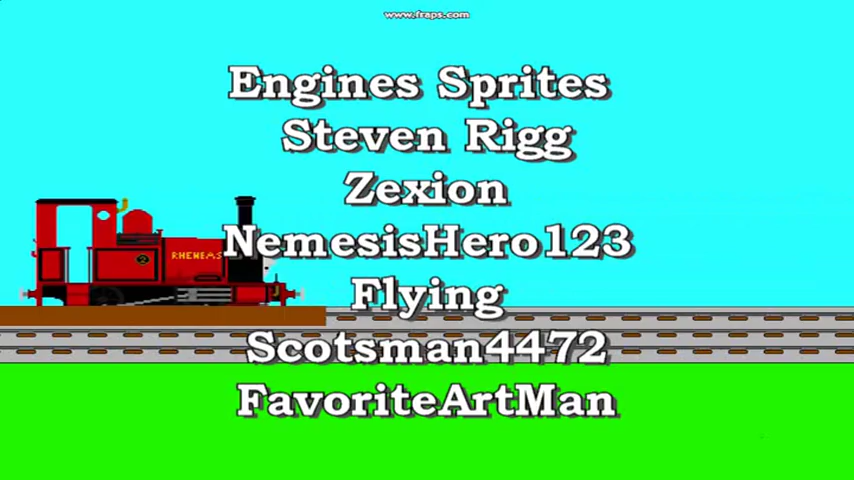 www.fraps.com
Engines Sprites
Steven Rigg
Zexion
NemesisHero123
Flying
Scotsman4472
FavoriteArtMan
RHENEAS
2